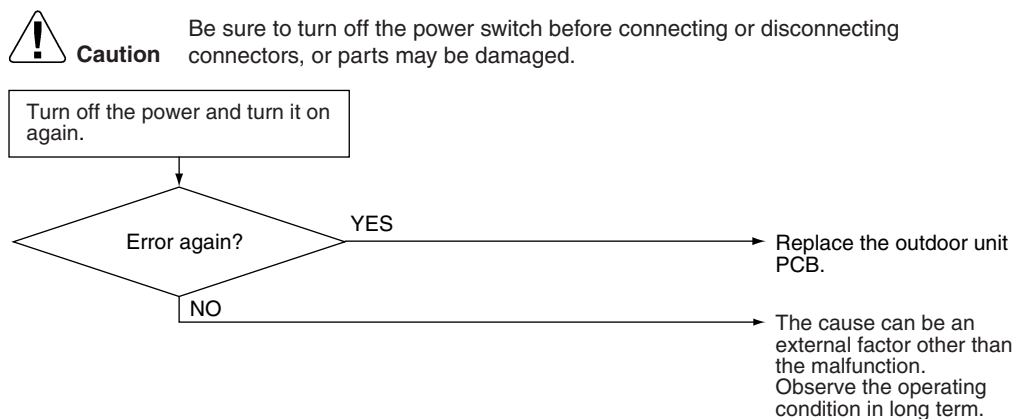 Be sure to turn off the power switch before connecting or disconnecting
Caution connectors, or parts may be damaged.
Turn off the power and turn it on
again.
Error again?
YES
Replace the outdoor unit
PCB.
NO
The cause can be an
external factor other than
the malfunction.
Observe the operating
condition in long term.